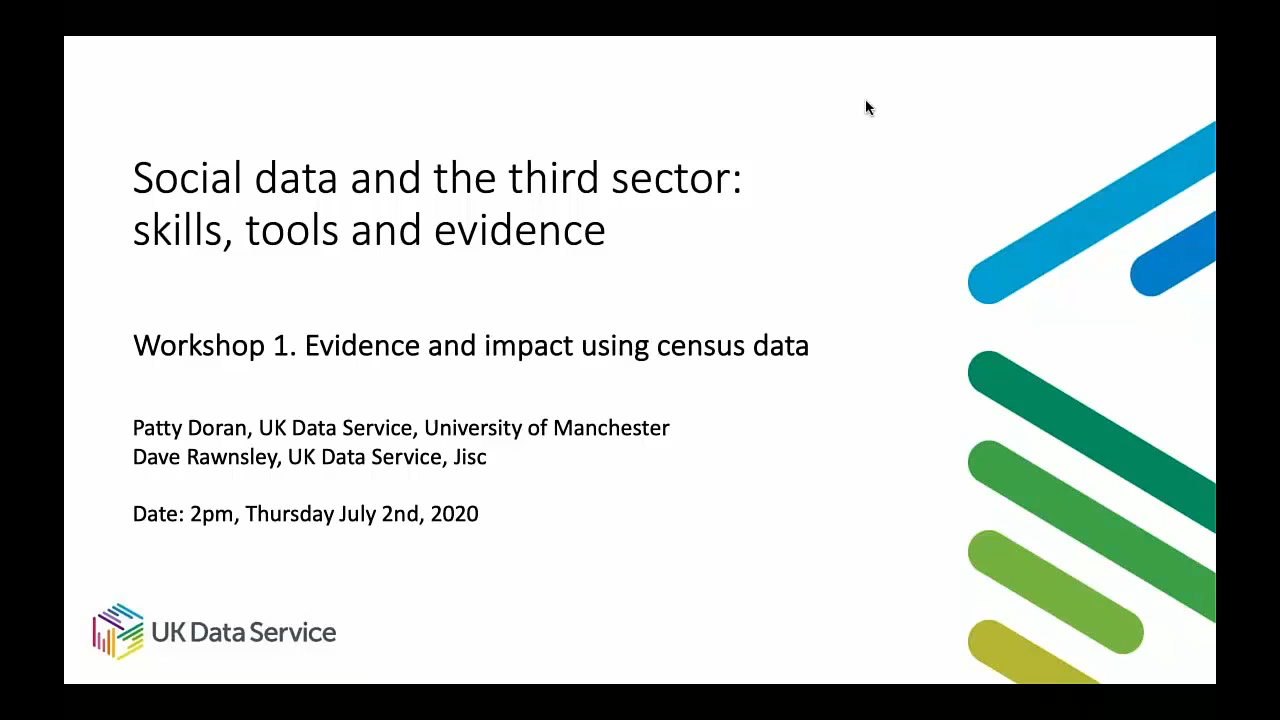 Social data and the third sector:
skills, tools and evidence
Workshop 1. Evidence and impact using census data
Patty Doran, UK Data Service, University of Manchester
Dave Rawnsley, UK Data Service, Jisc
Date: 2pm, Thursday July 2nd, 2020
UK Data Service